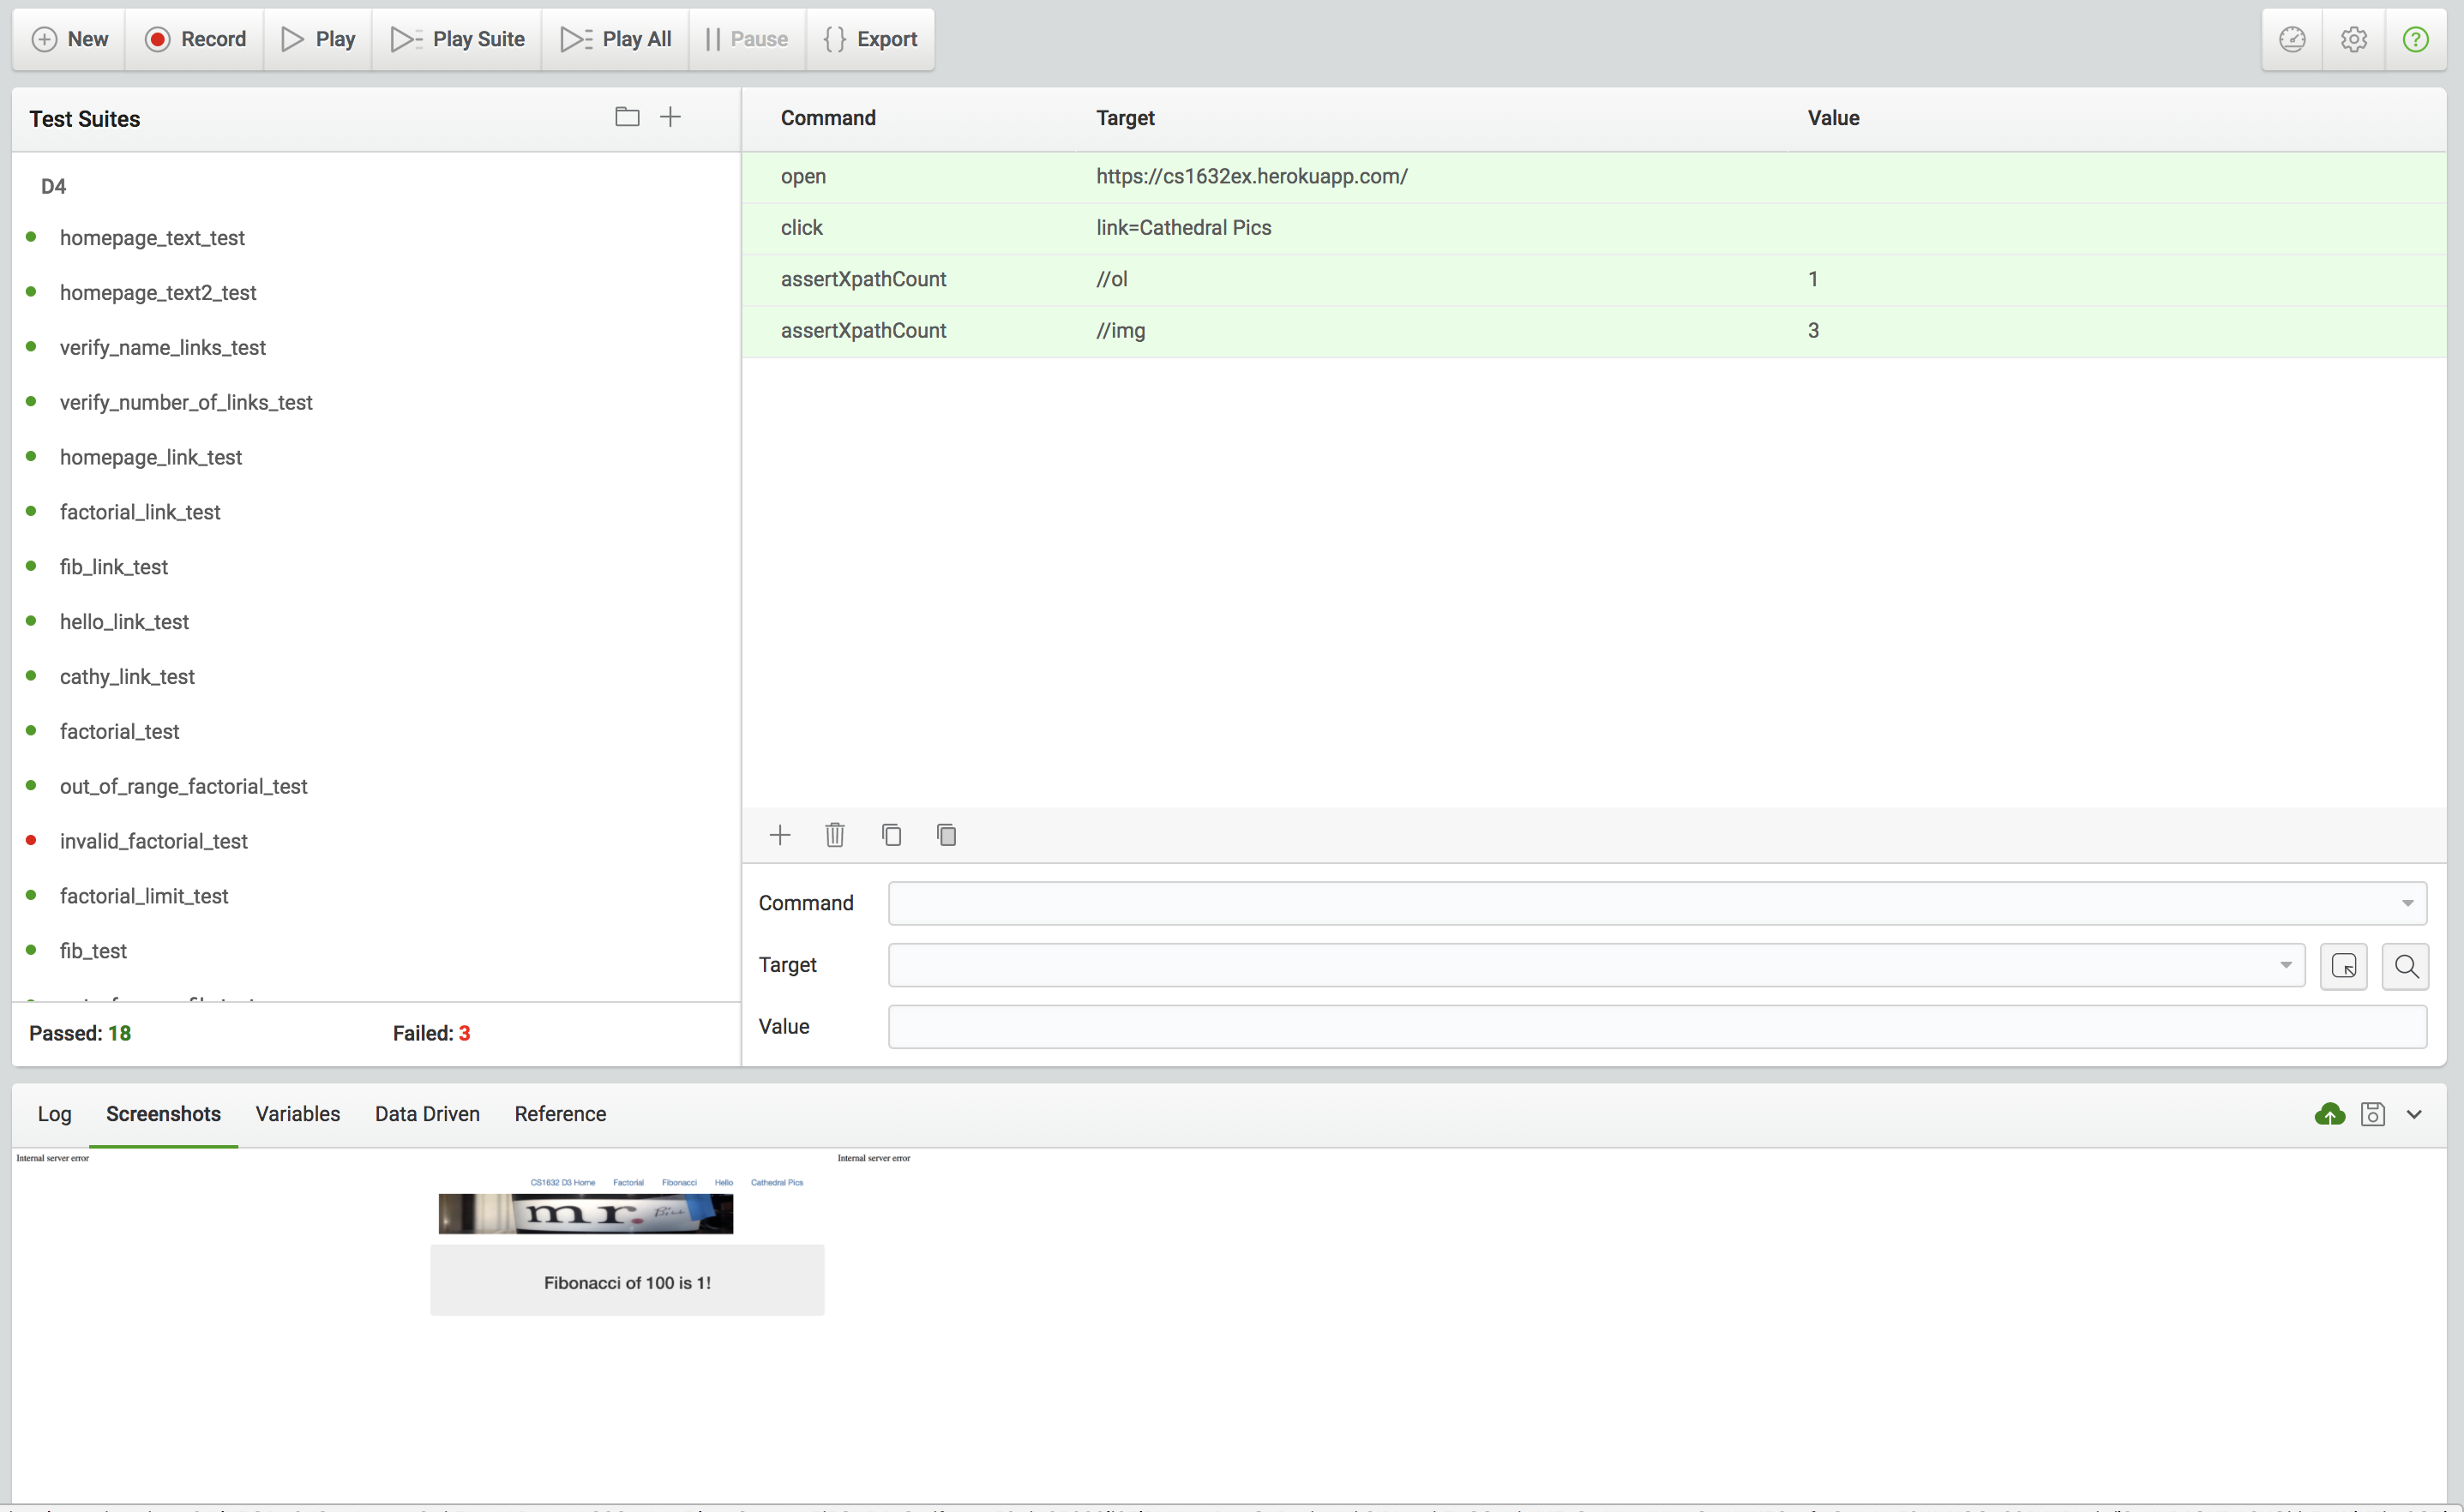 New Record Play Play Suite Play All Pause Export
Test Suites
D4
homepage_text_test
homepage_text2_test
verify_name_links_test
verify_number_of_links_test
homepage_link_test
factorial_link_test
fib_link_test
hello_link_test
cathy_link_test
factorial_test
out_of_range_factorial_test
invalid_factorial_test
factorial_limit_test
fib_test
Passed: 18 Failed: 3
Command Target Value
open https://cs1632ex.herokuapp.com/
click link=Cathedral Pics
assertXpathCount //ol 1
assertXpathCount //img 3
Command
Target
Value
Log Screenshots Variables Data Driven Reference
Internal server error
CS1632 D3 Home Factorial Fibonacci Hello Cathedral Pics
mr.
Fibonacci of 100 is 1!
Internal server error